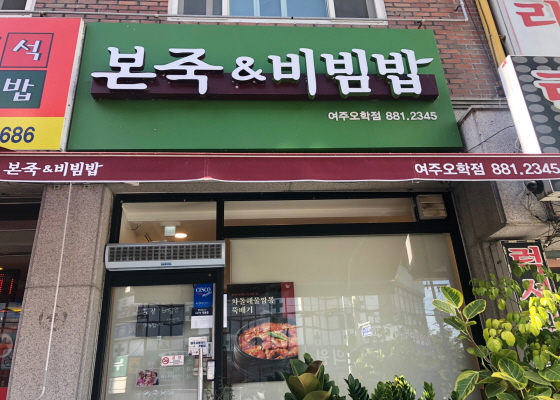 석
밥
686
본죽&비빔밥
여주오학점 881.2345
본죽&비빔밥
여주오학점 881.2345
CINCO
차돌해물짬뽕
뚝배기